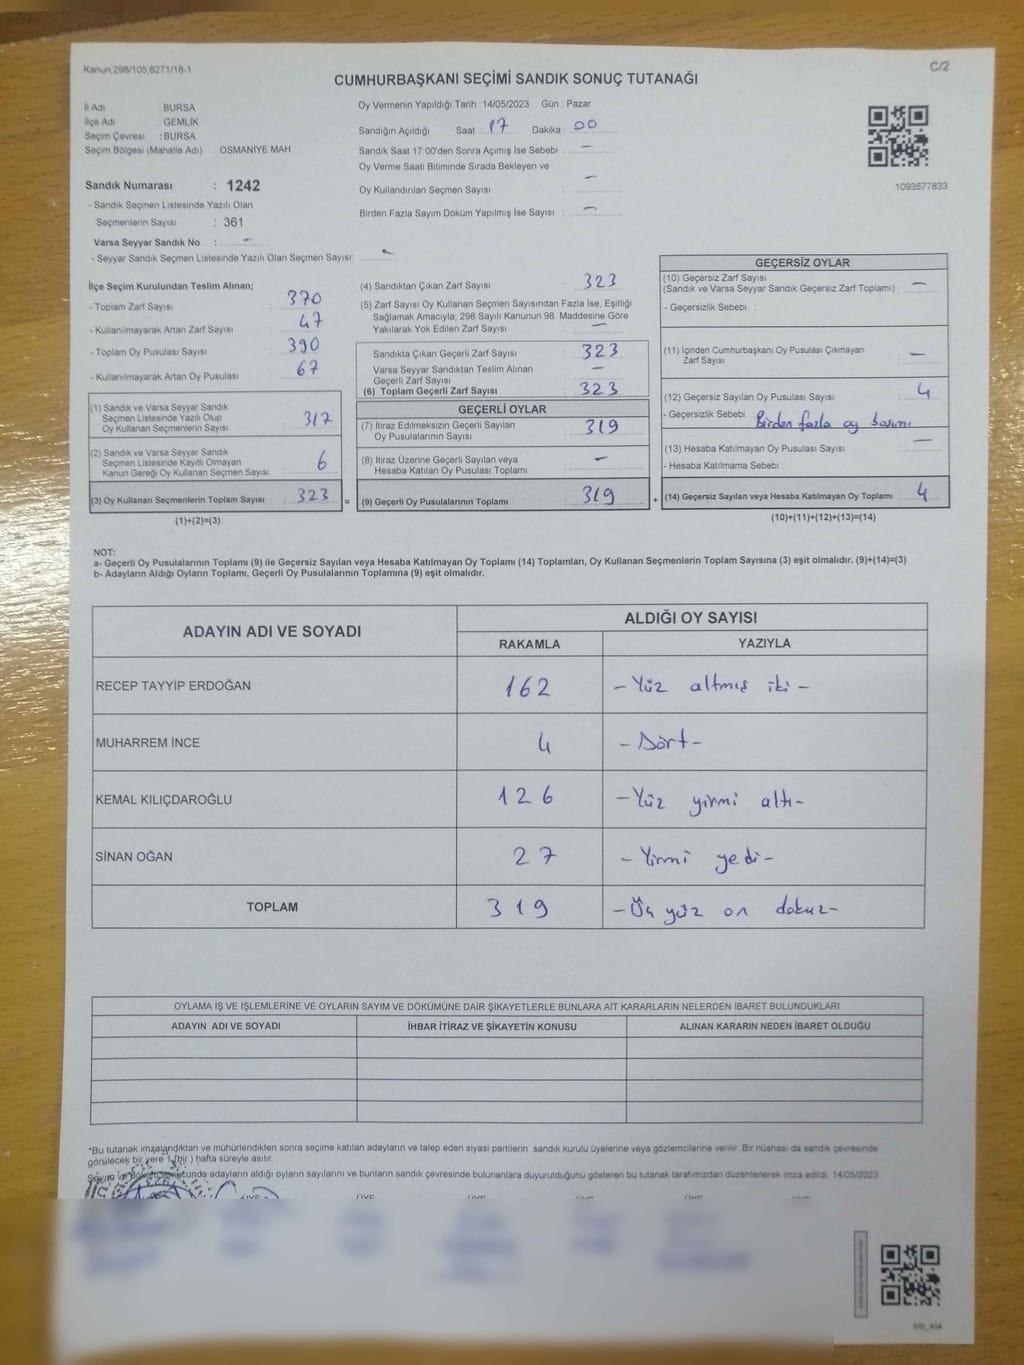 Kanun;298/105,6271/18-1
C/2
CUMHURBAŞKANI SEÇİMİ SANDIK SONUÇ TUTANAĞI
İl Adı : BURSA
İlçe Adı : GEMLİK
Seçim Çevresi : BURSA
Seçim Bölgesi (Mahalle Adı) : OSMANİYE MAH
Sandık Numarası : 1242
- Sandık Seçmen Listesinde Yazılı Olan
Seçmenlerin Sayısı : 361
Varsa Seyyar Sandık No : -
- Seyyar Sandık Seçmen Listesinde Yazılı Olan Seçmen Sayısı: -
Oy Vermenin Yapıldığı Tarih : 14/05/2023 Gün : Pazar
Sandığın Açıldığı Saat : 17 Dakika : 00
Sandık Saat 17:00'den Sonra Açımış İse Sebebi : -
Oy Verme Saati Bitiminde Sırada Bekleyen ve
Oy Kullandırılan Seçmen Sayısı : -
Birden Fazla Sayım Döküm Yapılmış İse Sayısı : -
1093577833
İlçe Seçim Kurulundan Teslim Alınan;
- Toplam Zarf Sayısı : 370
- Kullanılmayarak Artan Zarf Sayısı : 47
- Toplam Oy Pusulası Sayısı : 390
- Kullanılmayarak Artan Oy Pusulası : 67
(1) Sandık ve Varsa Seyyar Sandık
Seçmen Listesinde Yazılı Olup
Oy Kullanan Seçmenlerin Sayısı : 317
(2) Sandık ve Varsa Seyyar Sandık
Seçmen Listesinde Kayıtlı Olmayan
Kanun Gereği Oy Kullanan Seçmen Sayısı : 6
(3) Oy Kullanan Seçmenlerin Toplam Sayısı : 323 =
(1)+(2)=(3)
(4) Sandıktan Çıkan Zarf Sayısı : 323
(5) Zarf Sayısı Oy Kullanan Seçmen Sayısından Fazla İse, Eşitliği
Sağlamak Amacıyla; 298 Sayılı Kanunun 98. Maddesine Göre
Yakılarak Yok Edilen Zarf Sayısı : -
Sandıkta Çıkan Geçerli Zarf Sayısı : 323
Varsa Seyyar Sandıktan Teslim Alınan
Geçerli Zarf Sayısı : -
(6) Toplam Geçerli Zarf Sayısı : 323
GEÇERLİ OYLAR
(7) İtiraz Edilmeksizin Geçerli Sayılan
Oy Pusulalarının Sayısı : 319
(8) İtiraz Üzerine Geçerli Sayılan veya
Hesaba Katılan Oy Pusulası Toplamı : -
(9) Geçerli Oy Pusulalarının Toplamı : 319 +
GEÇERSİZ OYLAR
(10) Geçersiz Zarf Sayısı
(Sandık ve Varsa Seyyar Sandık Geçersiz Zarf Toplamı) : -
- Geçersizlik Sebebi :
(11) İçinden Cumhurbaşkanı Oy Pusulası Çıkmayan
Zarf Sayısı : -
(12) Geçersiz Sayılan Oy Pusulası Sayısı : 4
- Geçersizlik Sebebi : Birden fazla oy basımı
(13) Hesaba Katılmayan Oy Pusulası Sayısı : -
- Hesaba Katılmama Sebebi :
(14) Geçersiz Sayılan veya Hesaba Katılmayan Oy Toplamı : 4
(10)+(11)+(12)+(13)=(14)
NOT:
a- Geçerli Oy Pusulalarının Toplamı (9) ile Geçersiz Sayılan veya Hesaba Katılmayan Oy Toplamı (14) Toplamları, Oy Kullanan Seçmenlerin Toplam Sayısına (3) eşit olmalıdır. (9)+(14)=(3)
b- Adayların Aldığı Oyların Toplamı, Geçerli Oy Pusulalarının Toplamına (9) eşit olmalıdır.
ADAYIN ADI VE SOYADI ALDIĞI OY SAYISI
RAKAMLA YAZIYLA
RECEP TAYYİP ERDOĞAN 162 - Yüz altmış iki -
MUHARREM İNCE 4 - Dört -
KEMAL KILIÇDAROĞLU 126 - Yüz yirmi altı -
SİNAN OĞAN 27 - Yirmi yedi -
TOPLAM 319 - Üç yüz on dokuz -
OYLAMA İŞ VE İŞLEMLERİNE VE OYLARIN SAYIM VE DÖKÜMÜNE DAİR ŞİKAYETLERLE BUNLARA AİT KARARLARIN NELERDEN İBARET BULUNDUKLARI
ADAYIN ADI VE SOYADI İHBAR İTİRAZ VE ŞİKAYETİN KONUSU ALINAN KARARIN NEDEN İBARET OLDUĞU
*Bu tutanak imzalandıktan ve mühürlendikten sonra seçime katılan adayların ve talep eden siyasi partilerin sandık kurulu üyelerine veya gözlemcilerine verilir. Bir nüshası da sandık çevresinde
görülecek bir yere 1 (bir) hafta süreyle asılır.
adayların aldığı oyların sayılarını ve bunların sandık çevresinde bulunanlara duyurulduğunu gösteren bu tutanak tarafımızdan düzenlenerek imza edildi. 14/05/2023